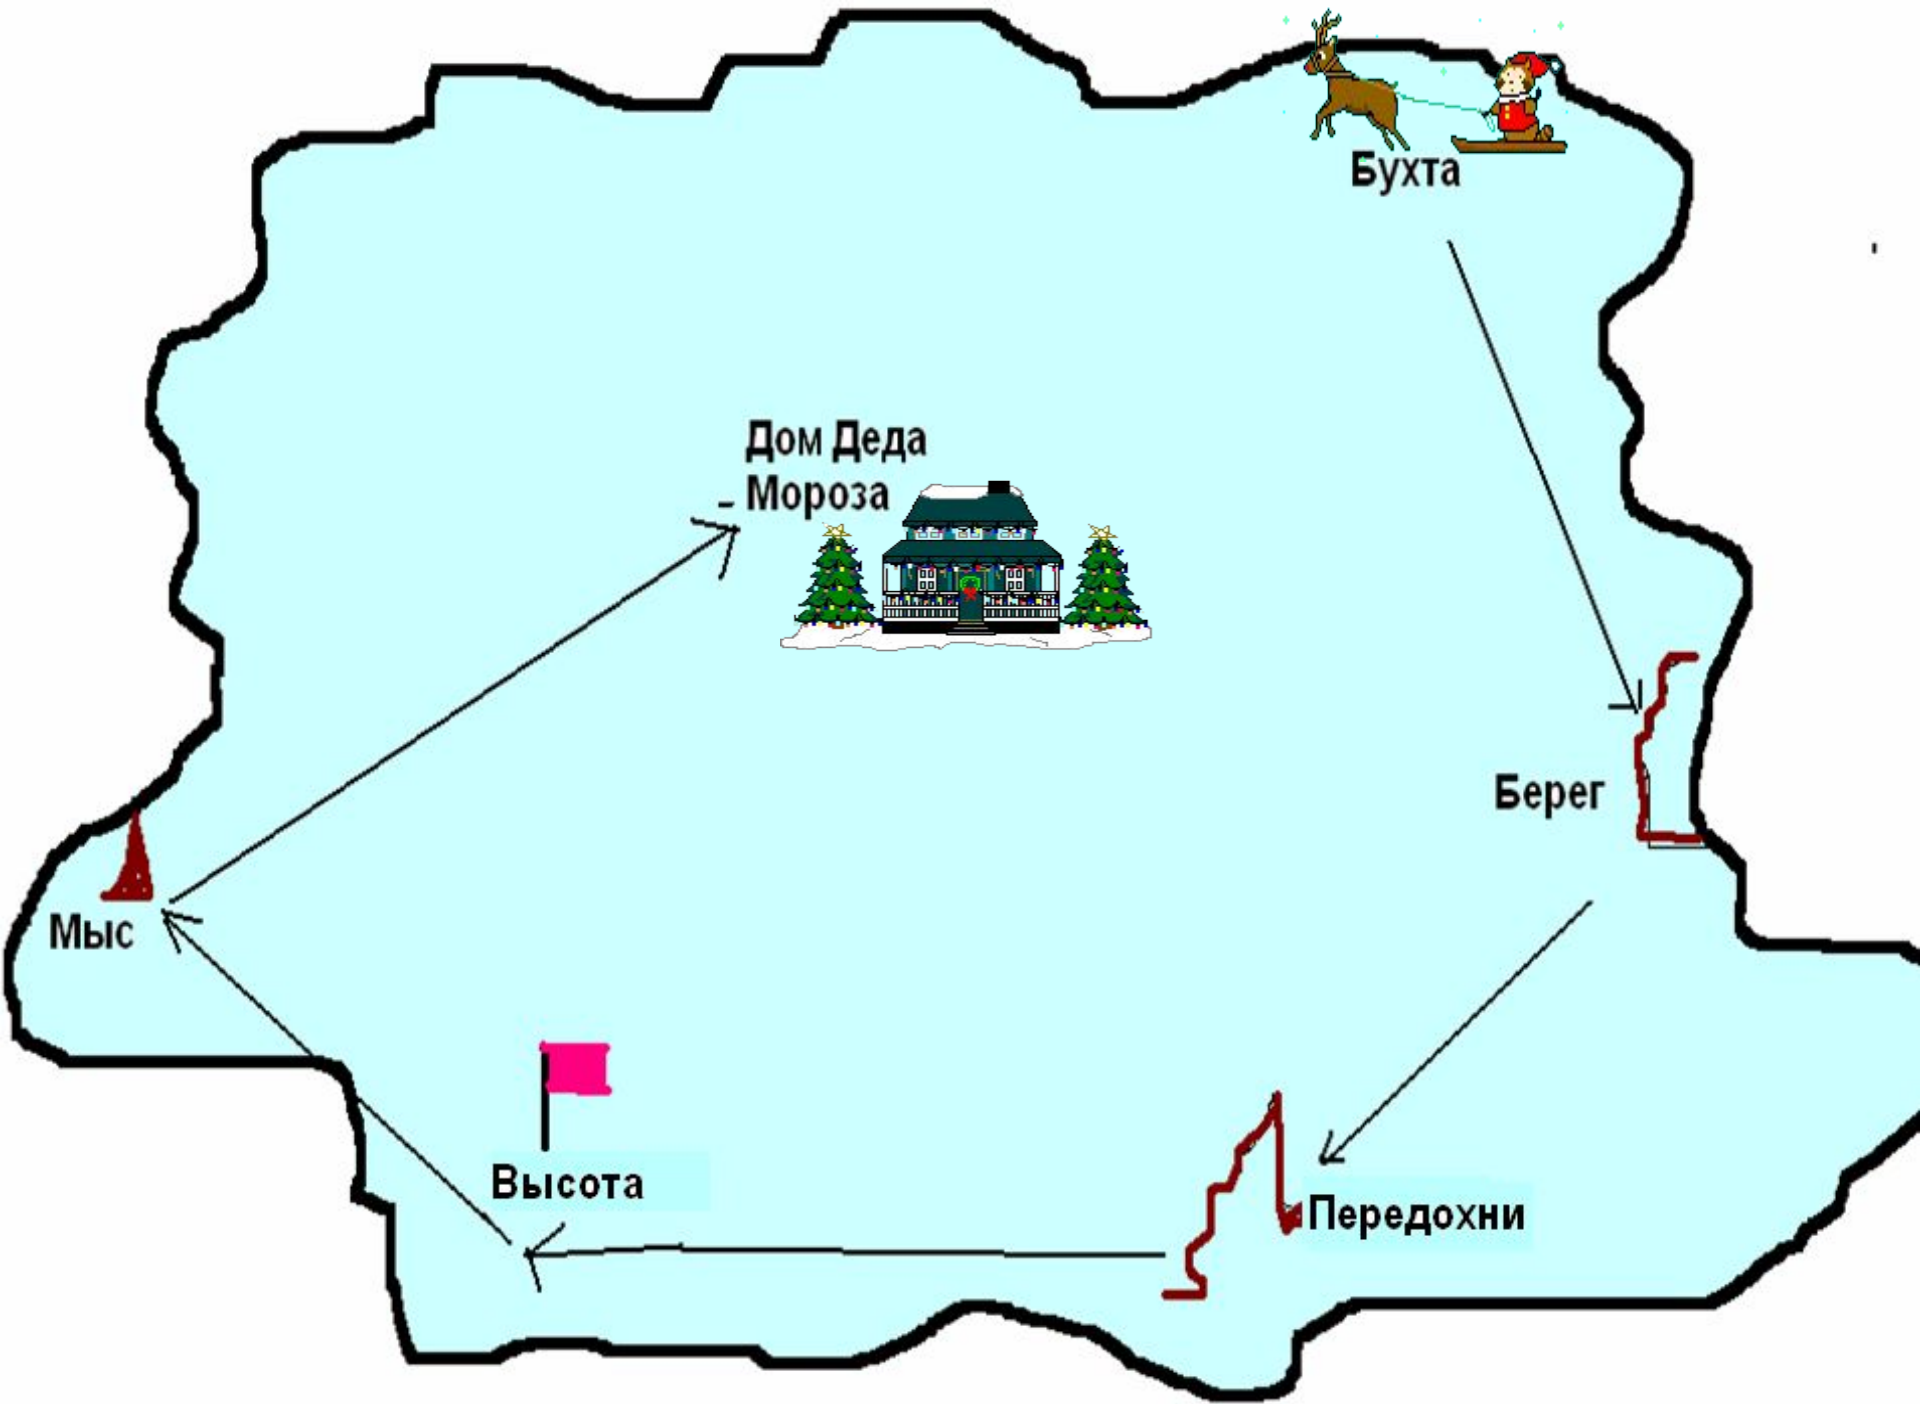 Бухта
Дом Деда
Мороза
Берег
Мыс
Высота
Передохни